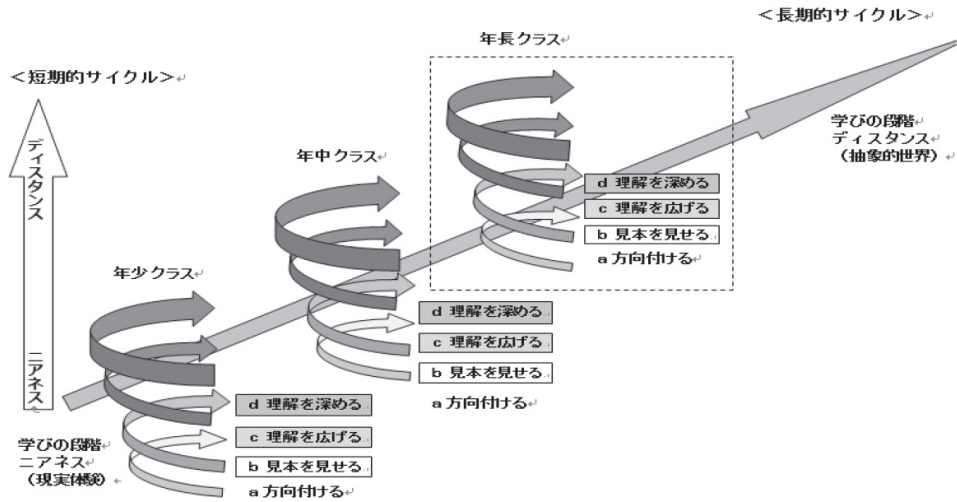 ＜長期的サイクル＞
年長クラス
＜短期的サイクル＞
ディスタンス
ニアネス
学びの段階
ディスタンス
（抽象的世界）
d 理解を深める
c 理解を広げる
b 見本を見せる
a 方向付ける
年中クラス
d 理解を深める
c 理解を広げる
b 見本を見せる
a 方向付ける
年少クラス
d 理解を深める
c 理解を広げる
b 見本を見せる
a 方向付ける
学びの段階
ニアネス
（現実体験）